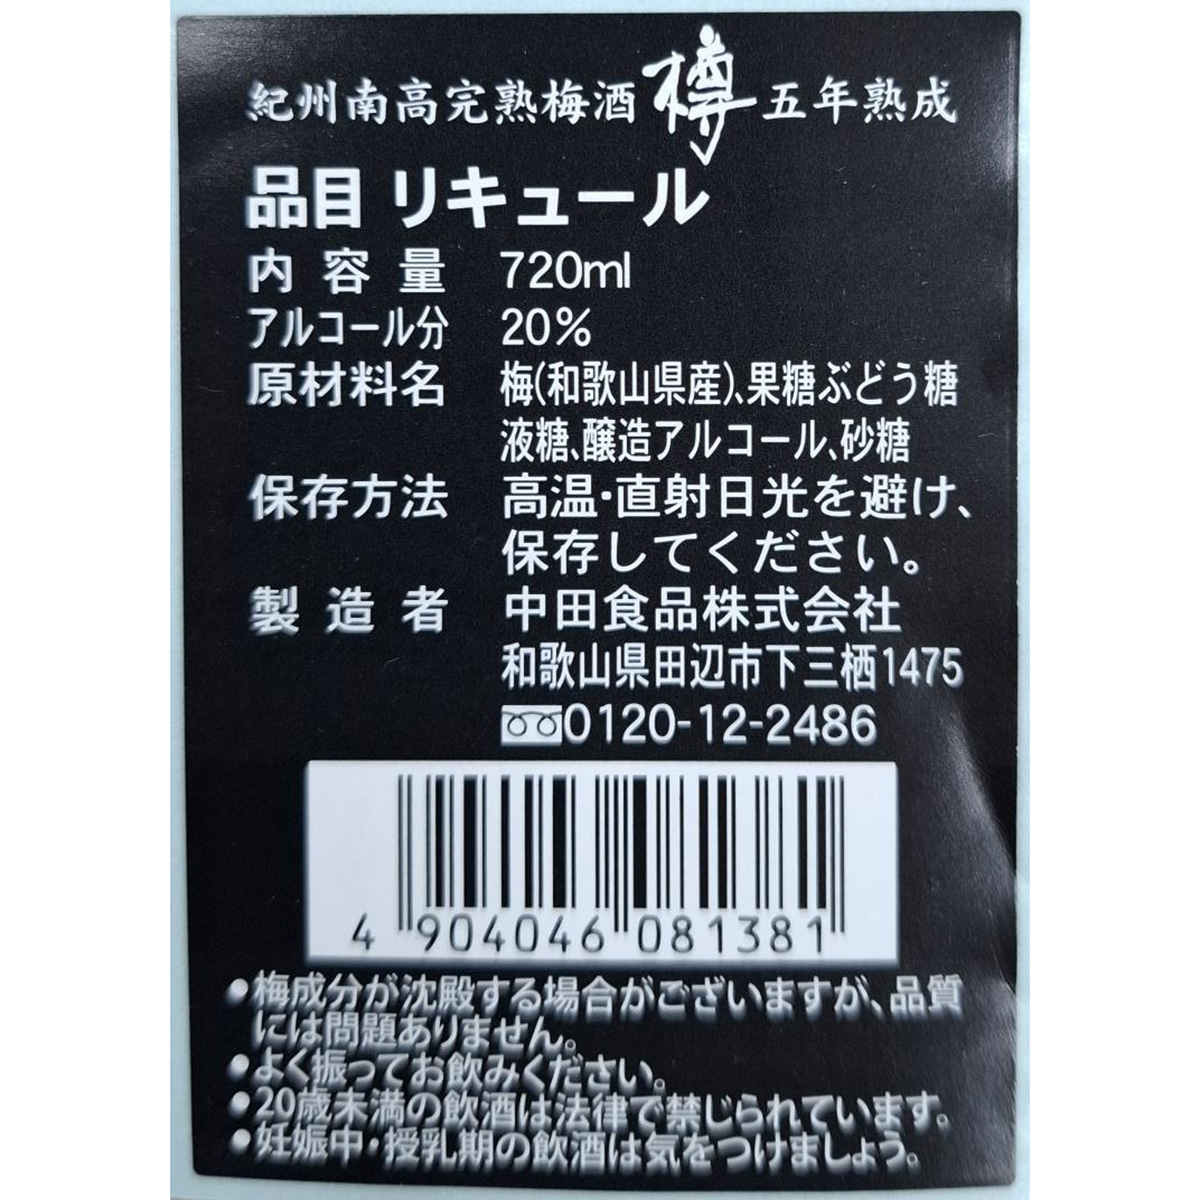 紀州南高完熟梅酒 樽 五年熟成
品目 リキュール
内容量 720ml
アルコール分 20%
原材料名 梅(和歌山県産)、果糖ぶどう糖
液糖、醸造アルコール、砂糖
保存方法 高温・直射日光を避け、
保存してください。
製造者 中田食品株式会社
和歌山県田辺市下三栖1475
0120-12-2486
4 904046 081381
●梅成分が沈殿する場合がございますが、品質
には問題ありません。
●よく振ってお飲みください。
●20歳未満の飲酒は法律で禁じられています。
●妊娠中・授乳期の飲酒は気をつけましょう。